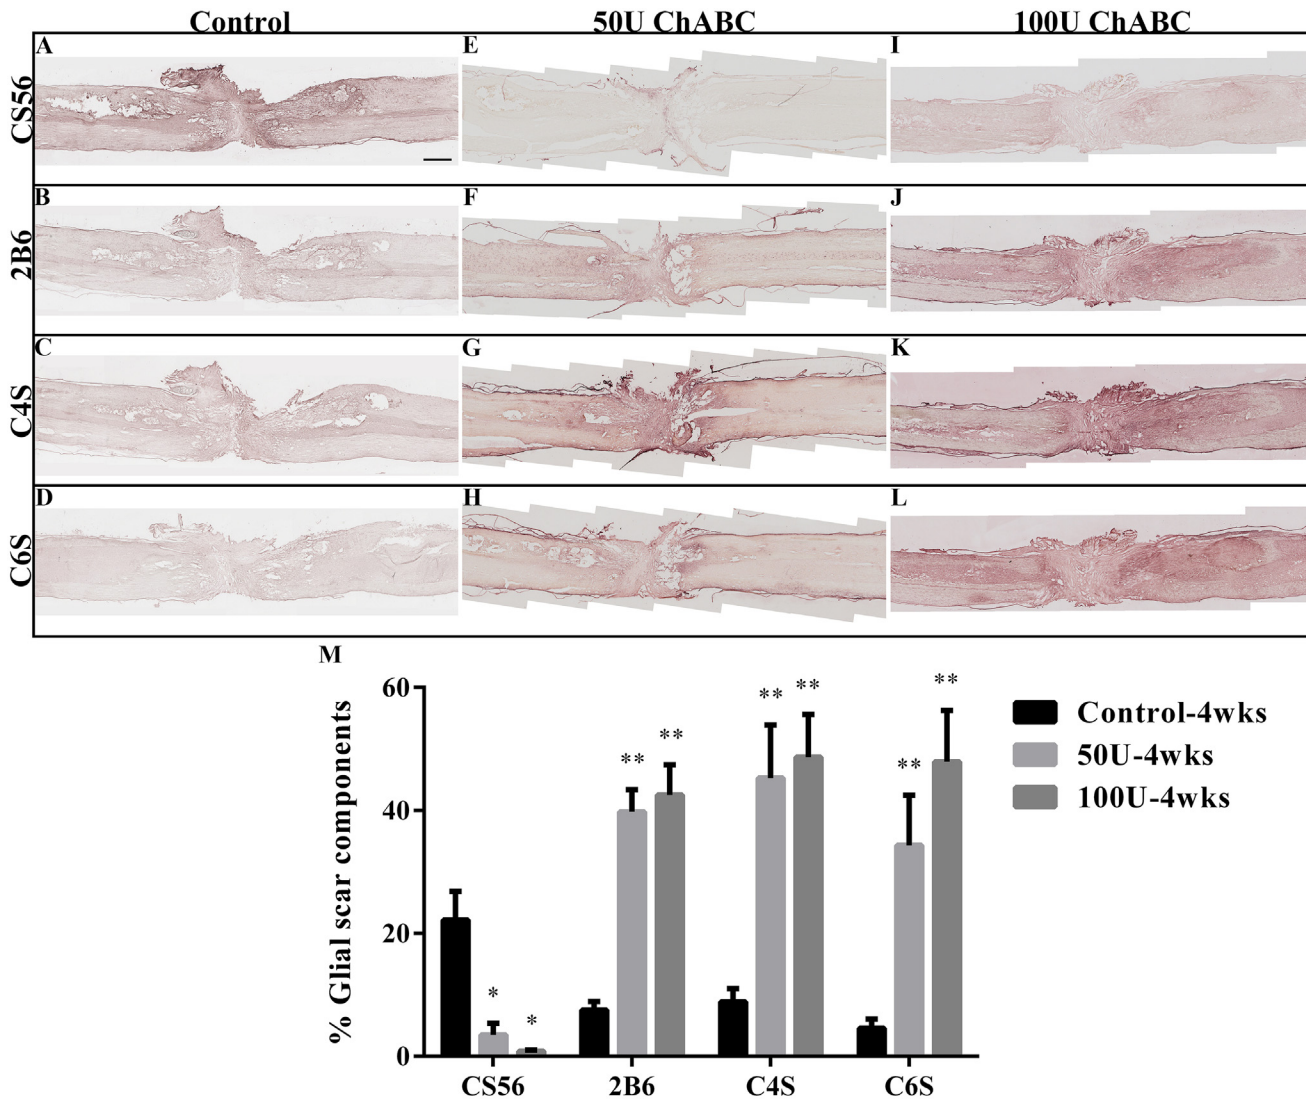 Control 50U ChABC 100U ChABC
A E I
CS56
B F J
2B6
C G K
C4S
D H L
C6S
M
% Glial scar components
60
40
20
0
* *
** **
** **
** **
CS56 2B6 C4S C6S
Control-4wks
50U-4wks
100U-4wks